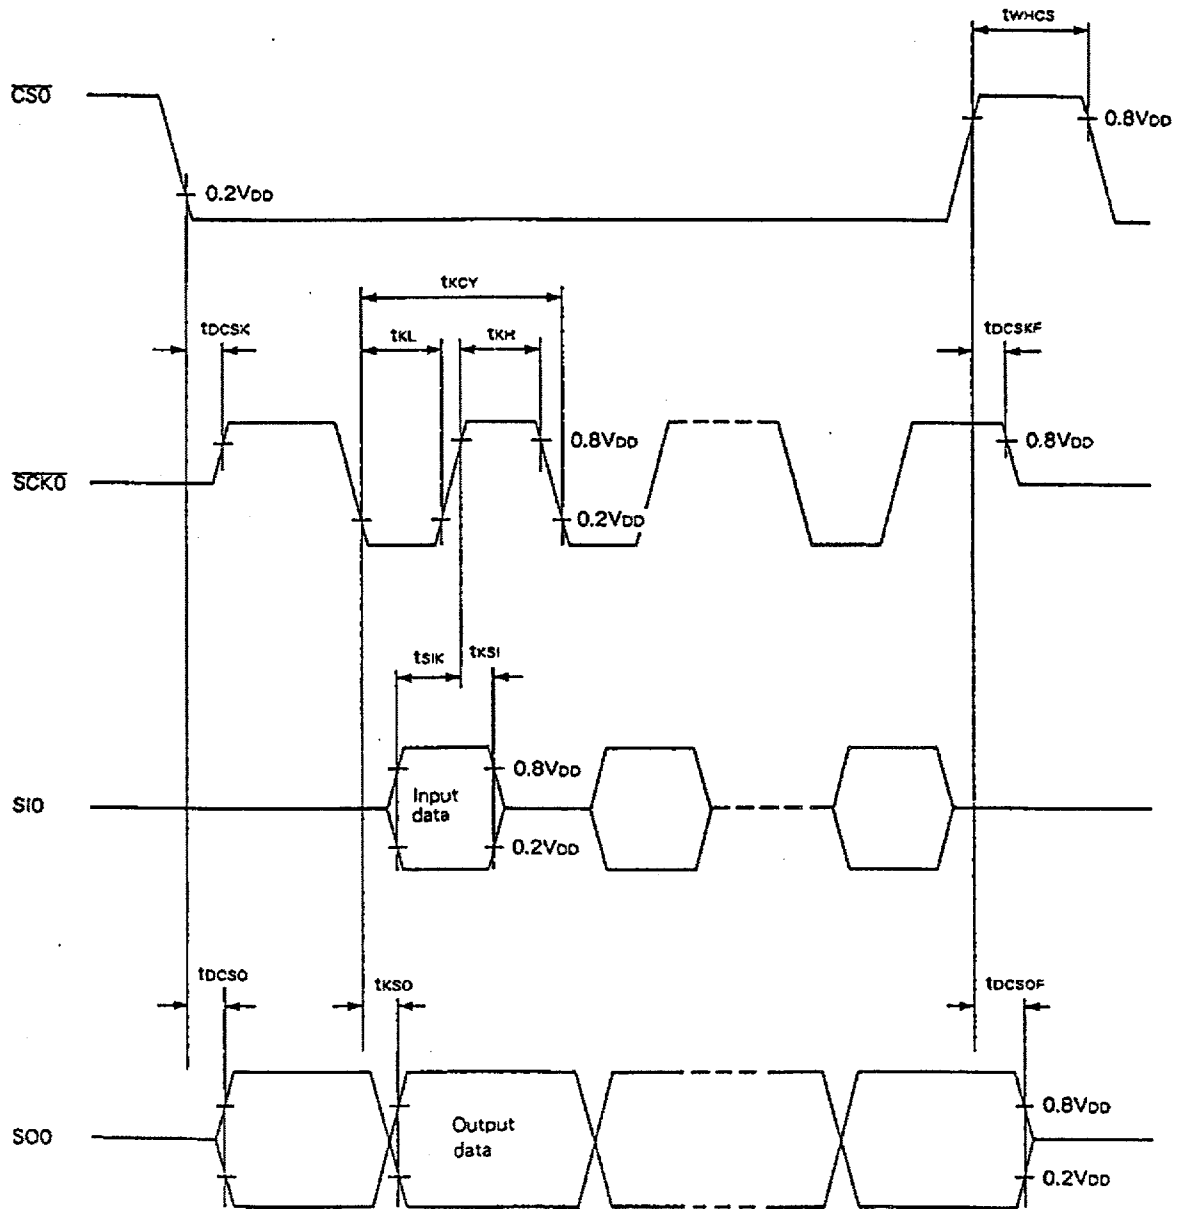 tWHCS
CS0
0.8VDD
0.2VDD
tKCY
tDCSK
tKL
tKH
tDCSKF
0.8VDD
0.8VDD
SCK0
0.2VDD
tSIK
tKSI
0.8VDD
Input
data
SI0
0.2VDD
tDCSO
tKSO
tDCSOF
0.8VDD
Output
data
SO0
0.2VDD